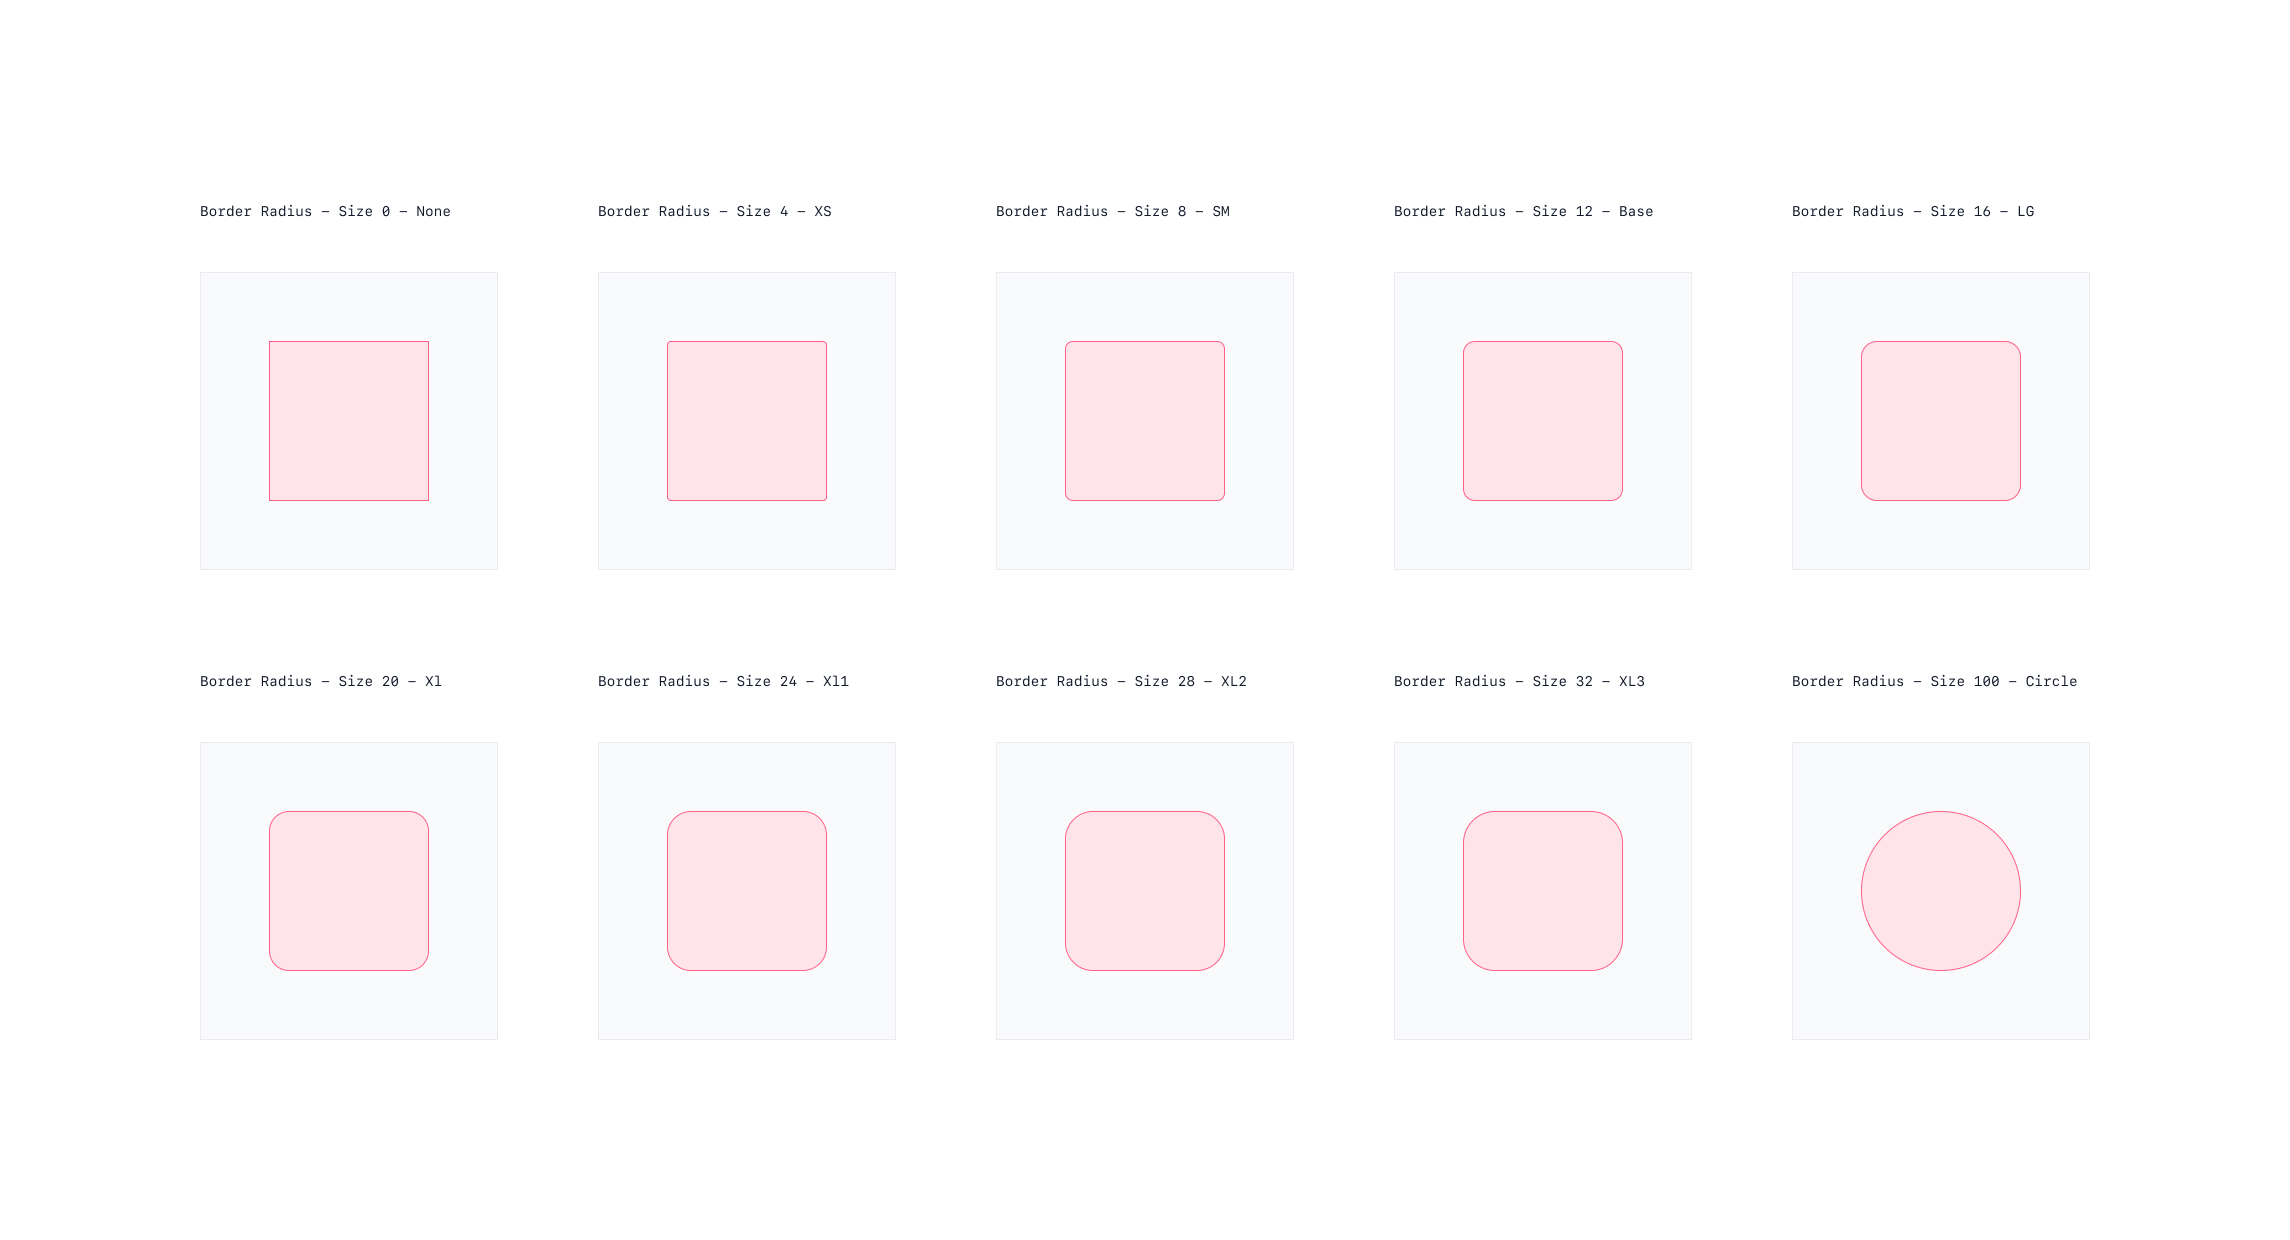 Border Radius – Size 0 – None
Border Radius – Size 4 – XS
Border Radius – Size 8 – SM
Border Radius – Size 12 – Base
Border Radius – Size 16 – LG
Border Radius – Size 20 – Xl
Border Radius – Size 24 – Xl1
Border Radius – Size 28 – XL2
Border Radius – Size 32 – XL3
Border Radius – Size 100 – Circle